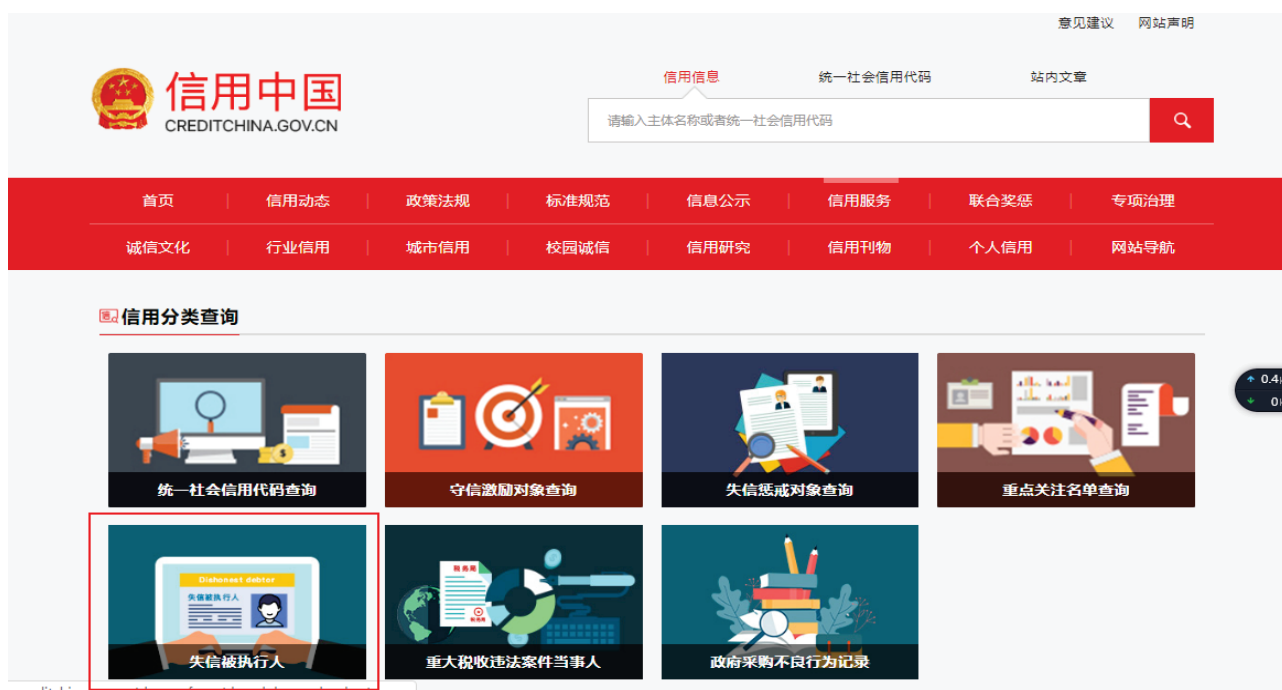 意见建议 网站声明
信用中国
CREDITCHINA.GOV.CN
信用信息 统一社会信用代码 站内文章
请输入主体名称或者统一社会信用代码
首页 信用动态 政策法规 标准规范 信息公示 信用服务 联合奖惩 专项治理
诚信文化 行业信用 城市信用 校园诚信 信用研究 信用刊物 个人信用 网站导航
信用分类查询
统一社会信用代码查询 守信激励对象查询 失信惩戒对象查询 重点关注名单查询
Dishonest debtor
失信被执行人
税务局
失信被执行人 重大税收违法案件当事人 政府采购不良行为记录
↑ 0.4
↓ 0